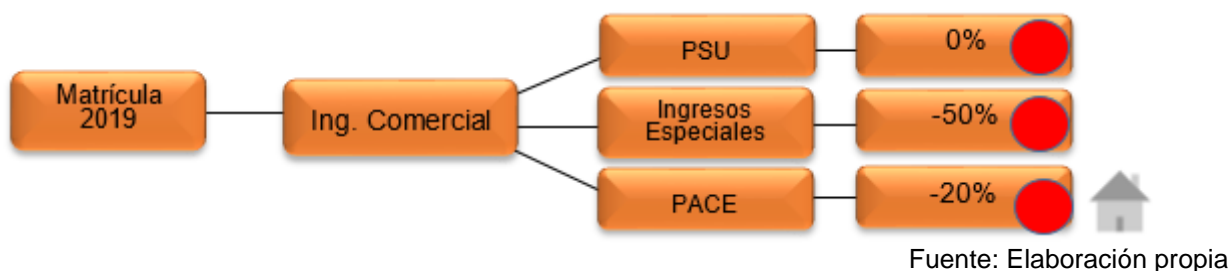 Matrícula
2019
Ing. Comercial
PSU
0%
Ingresos
Especiales
-50%
PACE
-20%
Fuente: Elaboración propia